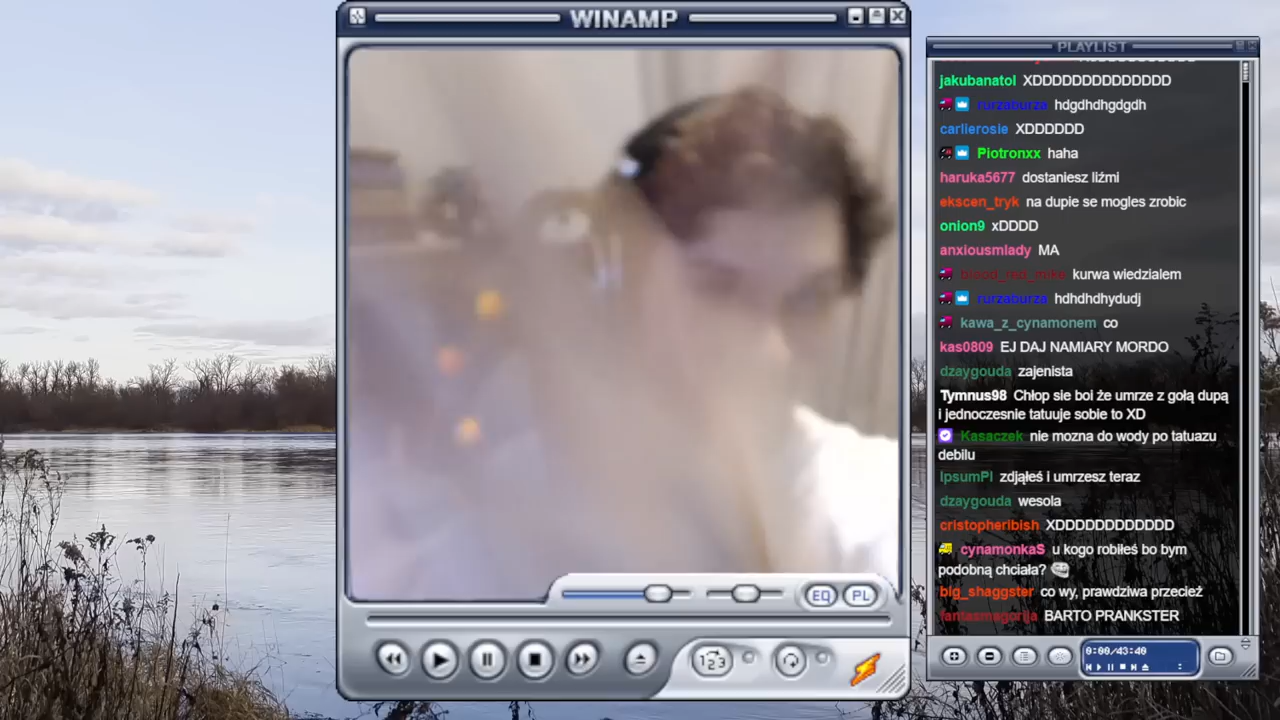 WINAMP
EQ
PL
123
PLAYLIST
jakubanatol XDDDDDDDDDDDDDD
rurzaburza hdgdhdhgdgdh
carlierosie XDDDDDD
Piotronxx haha
haruka5677 dostaniesz liźmi
ekscen_tryk na dupie se mogles zrobic
onion9 xDDDD
anxiousmlady MA
kurwa wiedzialem
rurzaburza hdhdhdhydudj
kawa_z_cynamonem co
kas0809 EJ DAJ NAMIARY MORDO
dzaygouda zajenista
Tymnus98 Chłop sie boi że umrze z gołą dupą
i jednoczesnie tatuuje sobie to XD
Kasaczek nie mozna do wody po tatuazu
debilu
IpsumPl zdjąłeś i umrzesz teraz
dzaygouda wesola
cristopheribish XDDDDDDDDDDDD
cynamonkaS u kogo robiłeś bo bym
podobną chciała?
big_shaggster co wy, prawdziwa przecież
fantasmagorija BARTO PRANKSTER
0:00/43:40